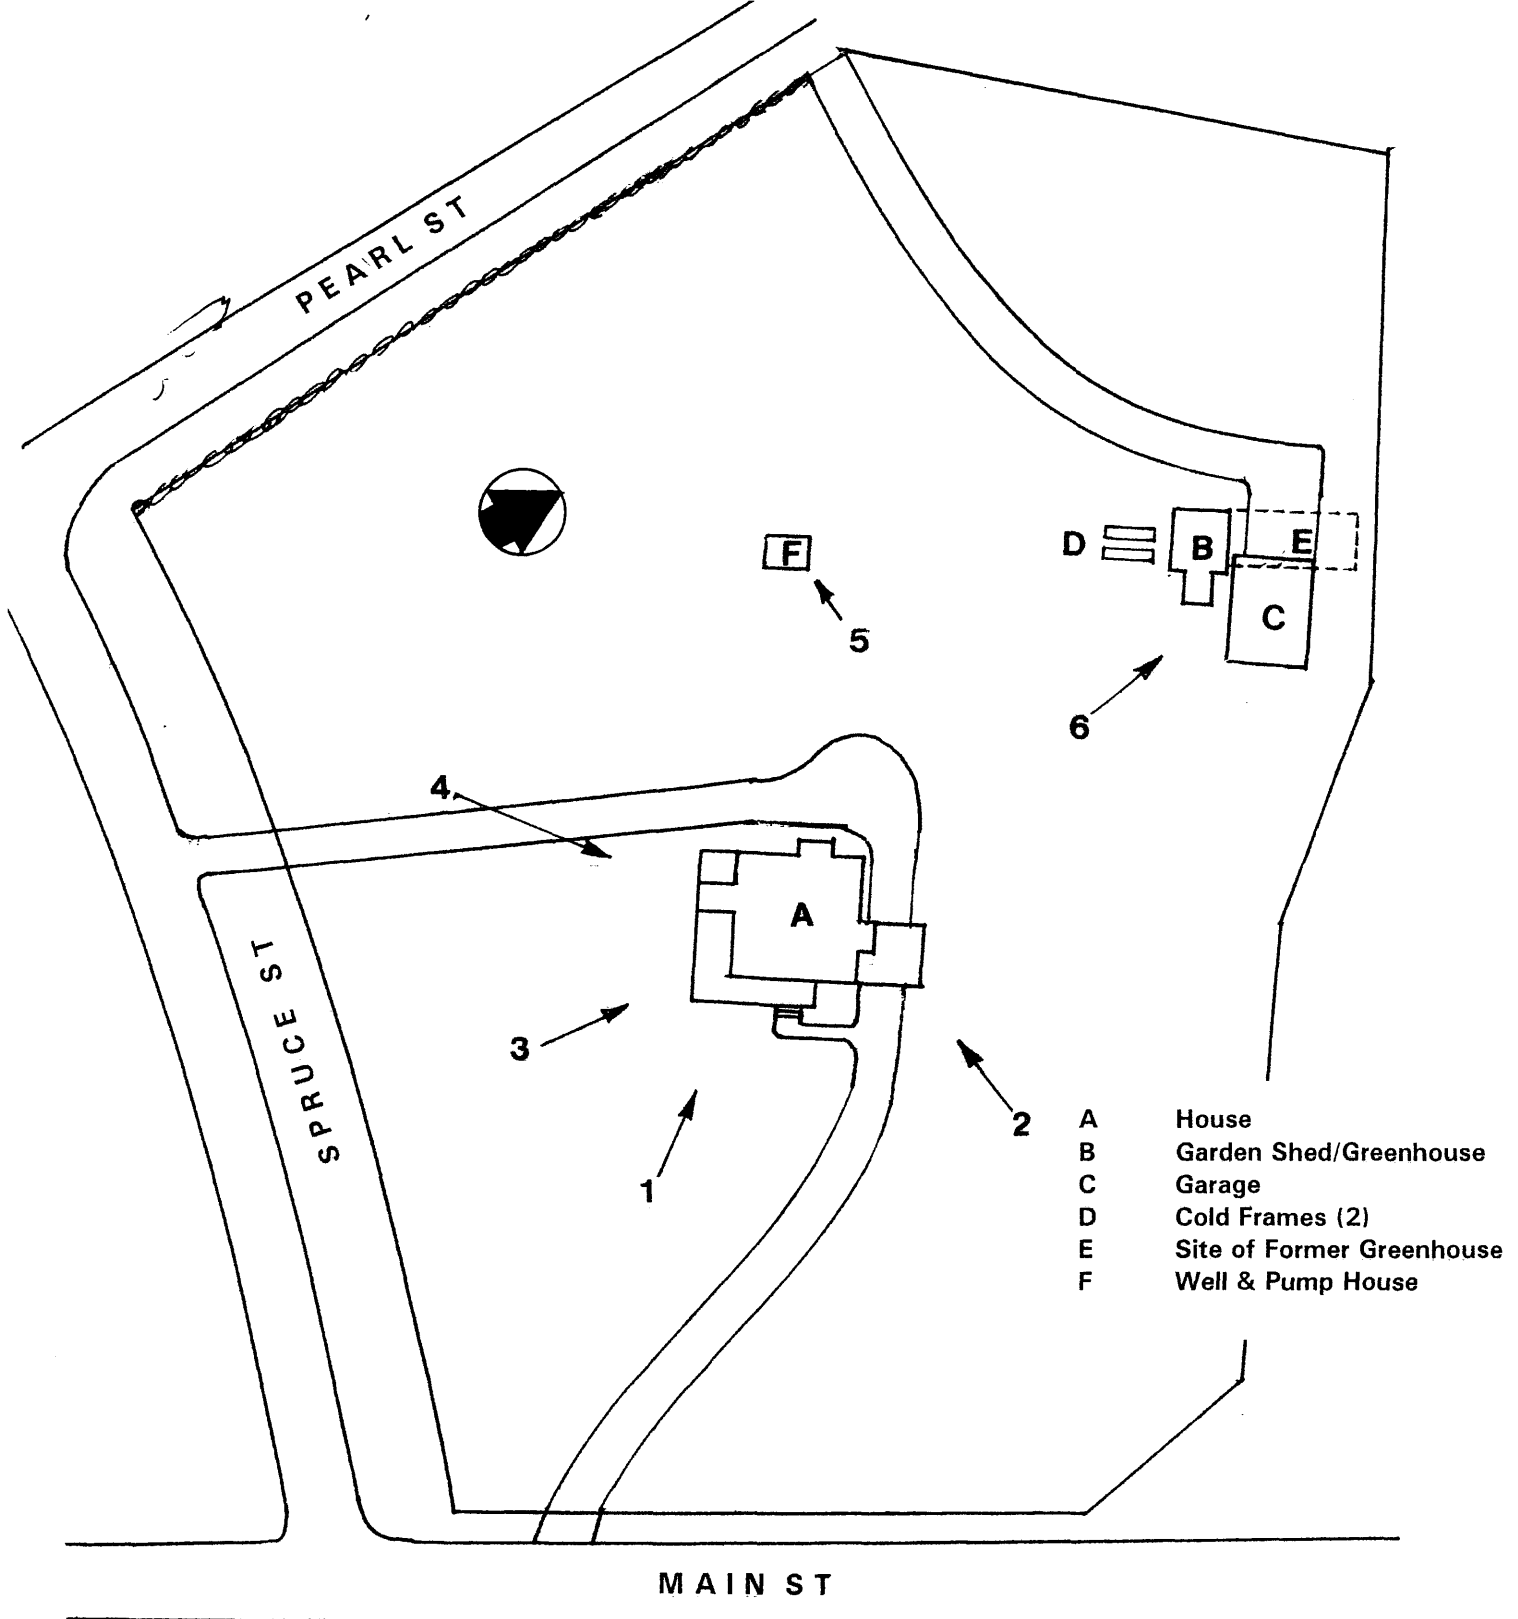 PEARL ST
F
5
D
B
E
C
6
4
A
SPRUCE ST
3
2
1
A House
B Garden Shed/Greenhouse
C Garage
D Cold Frames (2)
E Site of Former Greenhouse
F Well & Pump House
MAIN ST